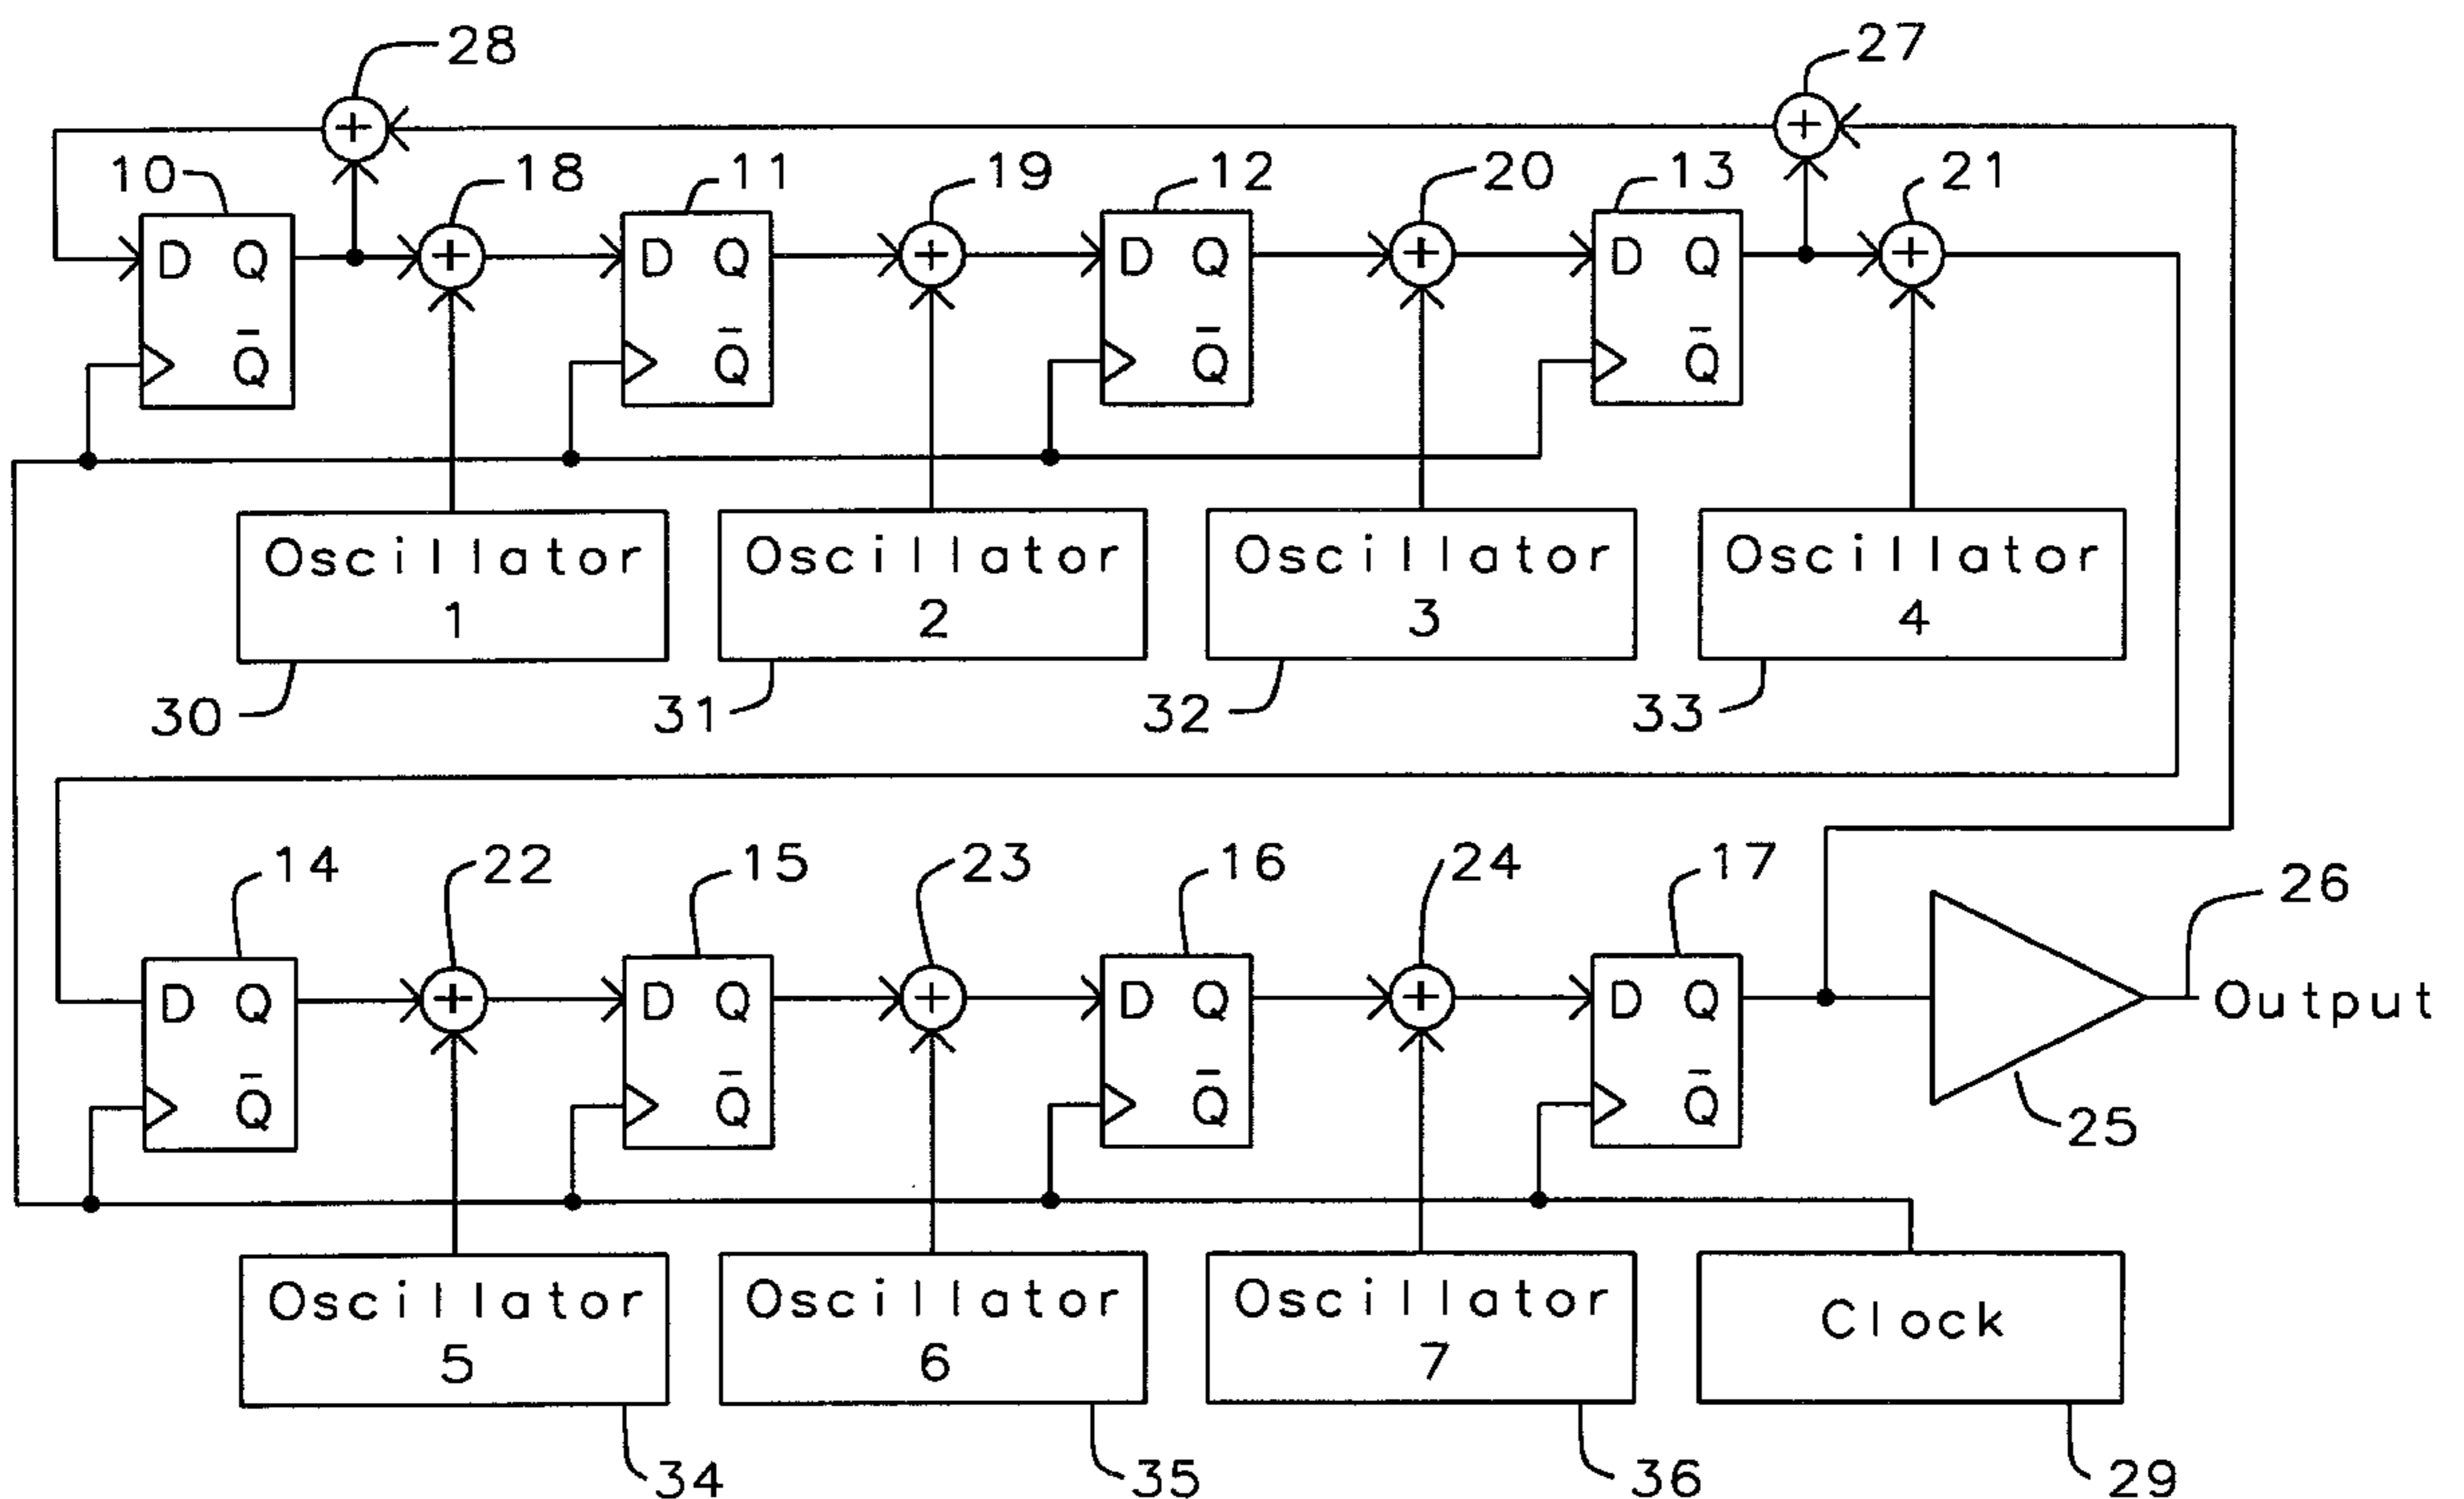 28
27
10
18
11
19
12
20
13
21
D Q
Q̅
D Q
Q̅
D Q
Q̅
D Q
Q̅
Oscillator
1
Oscillator
2
Oscillator
3
Oscillator
4
30
31
32
33
14
22
15
23
16
24
17
26
D Q
Q̅
D Q
Q̅
D Q
Q̅
D Q
Q̅
Output
25
Oscillator
5
Oscillator
6
Oscillator
7
Clock
34
35
36
29